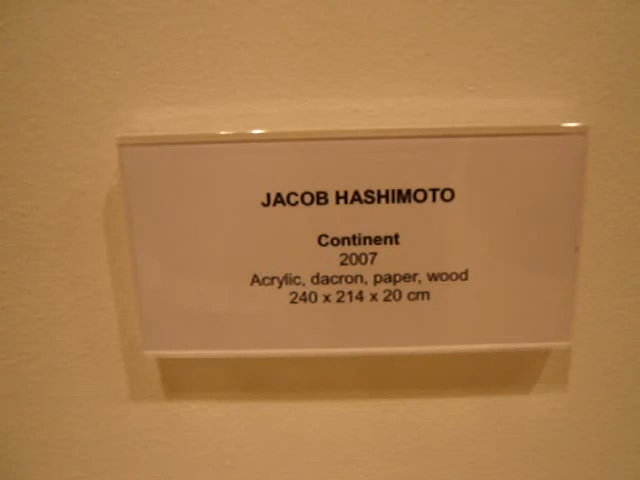 JACOB HASHIMOTO
Continent
2007
Acrylic, dacron, paper, wood
240 x 214 x 20 cm